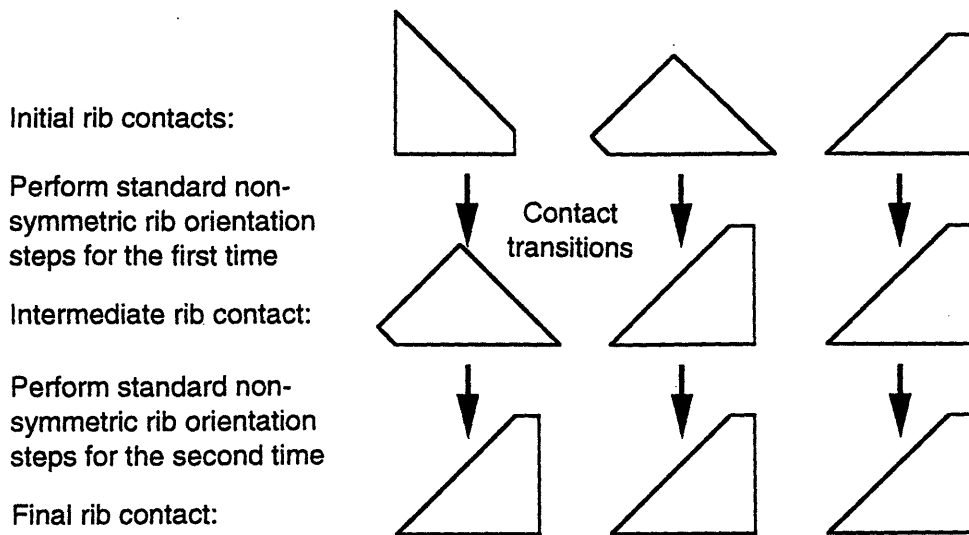 Initial rib contacts:
Perform standard non-
symmetric rib orientation
steps for the first time
Contact
transitions
Intermediate rib contact:
Perform standard non-
symmetric rib orientation
steps for the second time
Final rib contact: